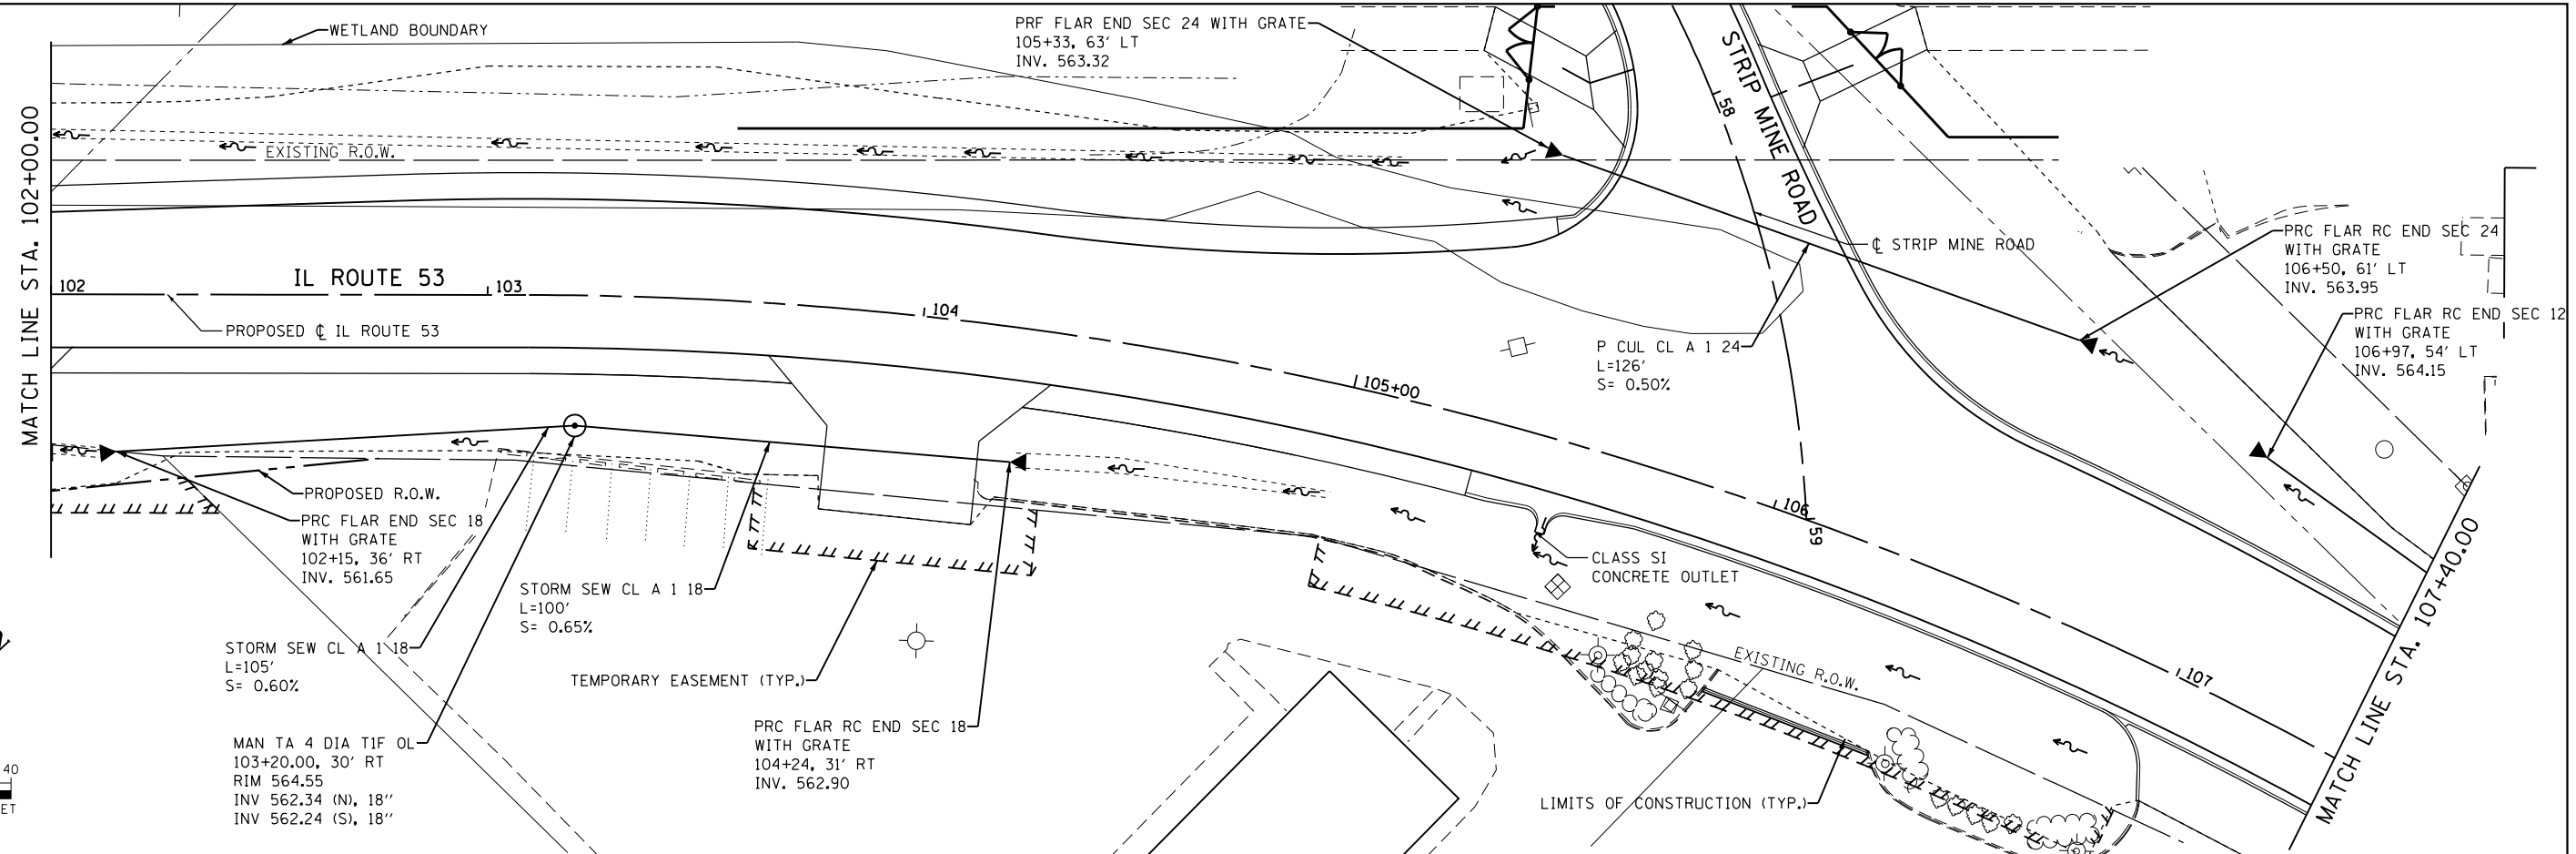 WETLAND BOUNDARY
PRF FLAR END SEC 24 WITH GRATE
105+33, 63' LT
INV. 563.32
STRIP MINE ROAD
58
MATCH LINE STA. 102+00.00
EXISTING R.O.W.
℄ STRIP MINE ROAD
PRC FLAR RC END SEC 24
WITH GRATE
106+50, 61' LT
INV. 563.95
102
IL ROUTE 53
103
104
PROPOSED ℄ IL ROUTE 53
PRC FLAR RC END SEC 12
WITH GRATE
106+97, 54' LT
INV. 564.15
P CUL CL A 1 24
L=126'
S= 0.50%
105+00
PROPOSED R.O.W.
PRC FLAR END SEC 18
WITH GRATE
102+15, 36' RT
INV. 561.65
106
59
CLASS SI
CONCRETE OUTLET
STORM SEW CL A 1 18
L=100'
S= 0.65%
STORM SEW CL A 1 18
L=105'
S= 0.60%
TEMPORARY EASEMENT (TYP.)
EXISTING R.O.W.
107
MATCH LINE STA. 107+40.00
PRC FLAR RC END SEC 18
WITH GRATE
104+24, 31' RT
INV. 562.90
MAN TA 4 DIA T1F OL
103+20.00, 30' RT
RIM 564.55
INV 562.34 (N), 18''
INV 562.24 (S), 18''
LIMITS OF CONSTRUCTION (TYP.)
40
ET